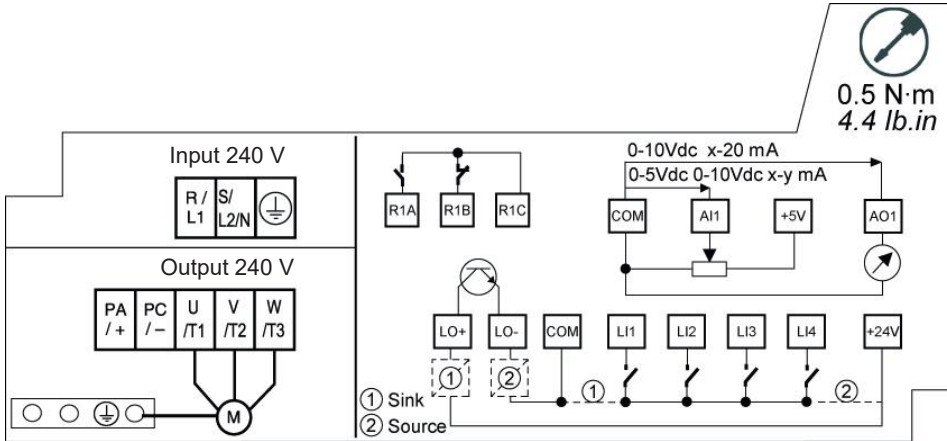 0.5 N·m
4.4 lb.in
Input 240 V
R / L1
S/ L2/N
Output 240 V
PA / +
PC / –
U /T1
V /T2
W /T3
M
R1A
R1B
R1C
0-10Vdc x-20 mA
0-5Vdc 0-10Vdc x-y mA
COM
AI1
+5V
AO1
LO+
LO-
COM
LI1
LI2
LI3
LI4
+24V
1
2
1
2
① Sink
② Source